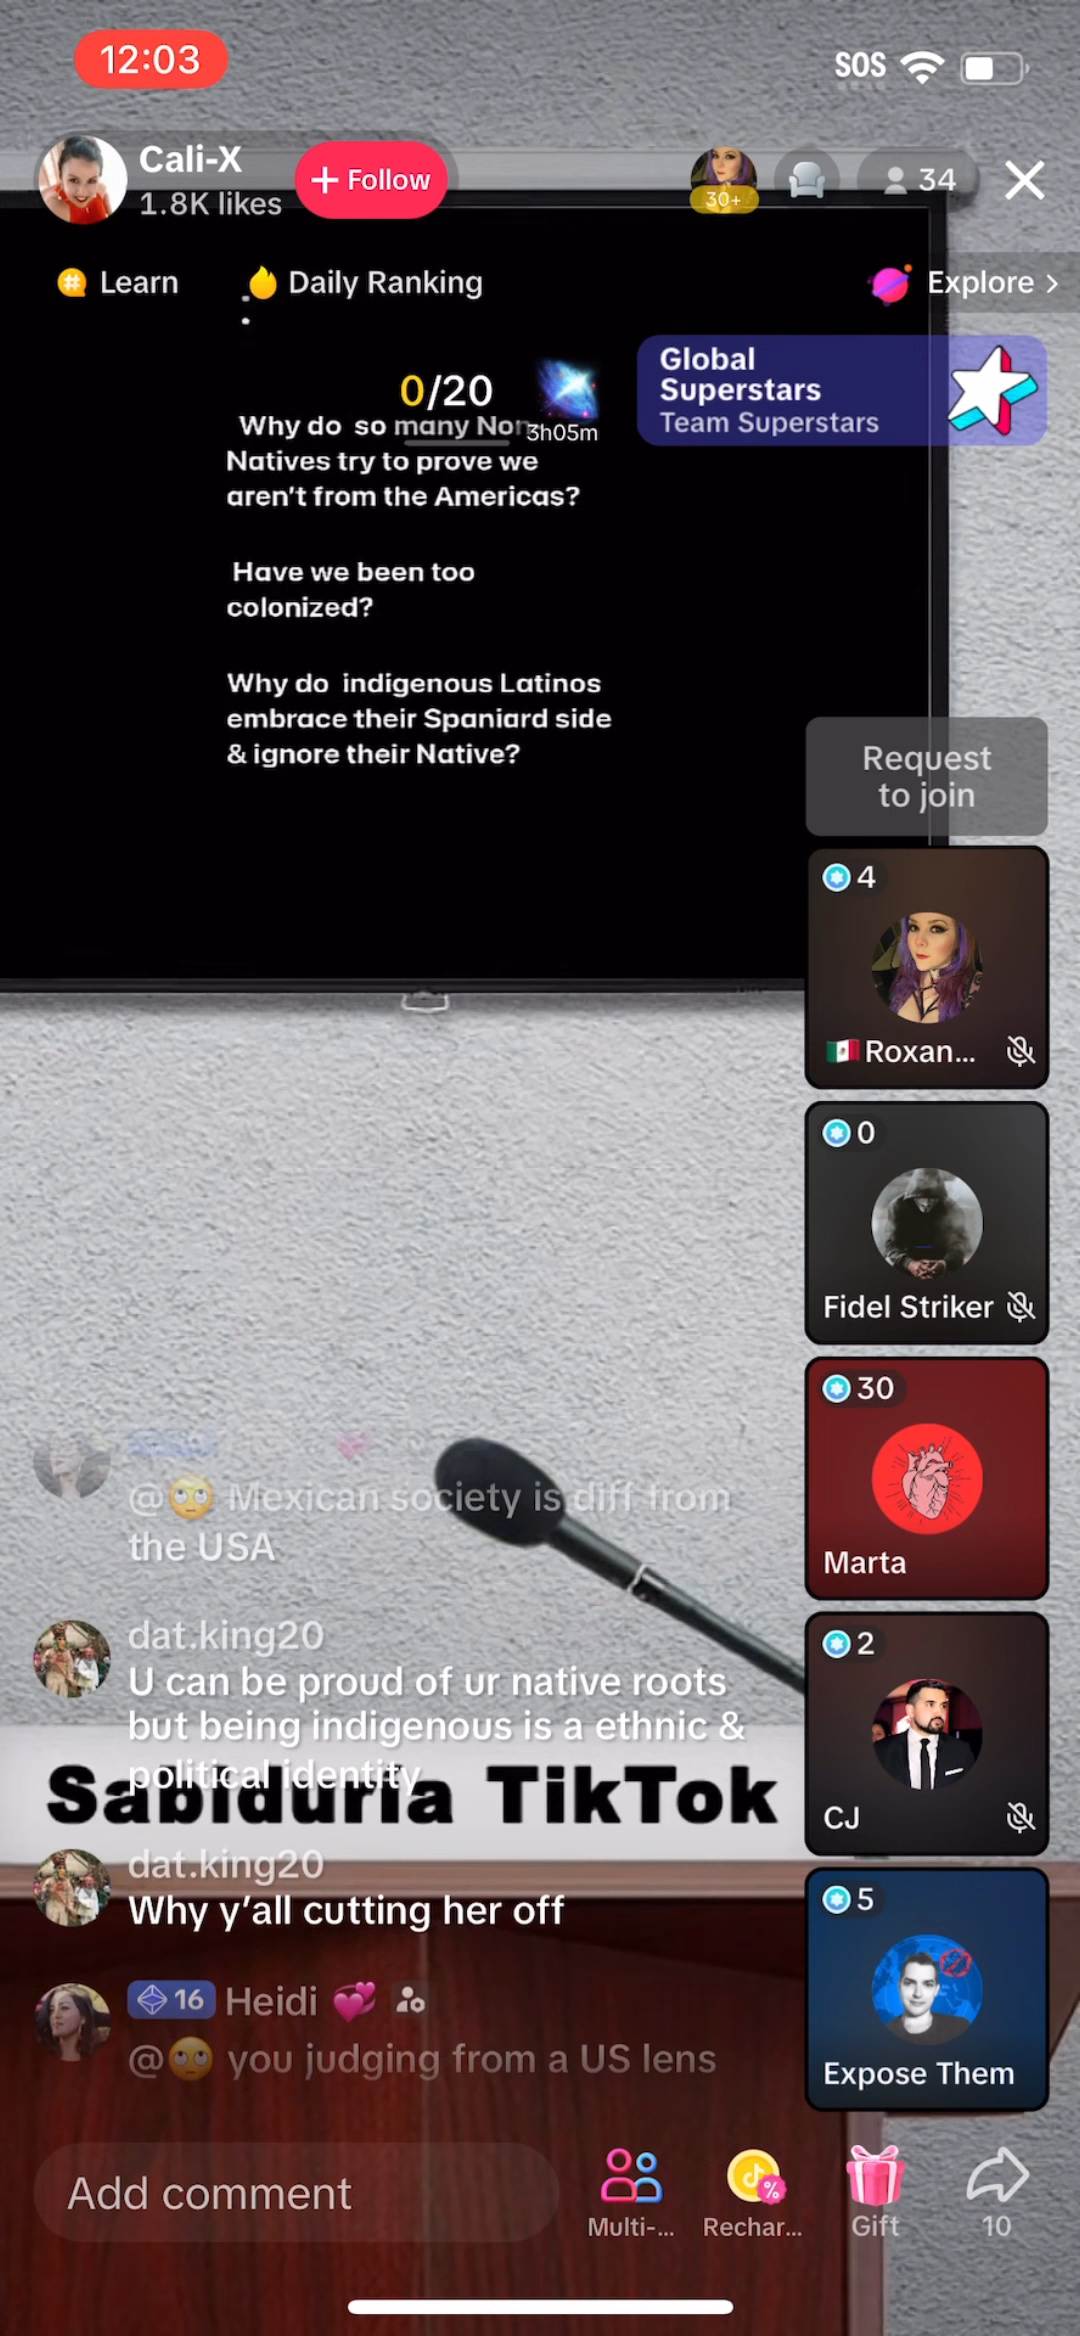 12:03
SOS
Cali-X
1.8K likes
+ Follow
30+
34
Learn
Daily Ranking
Explore >
:
0/20
3h05m
Global
Superstars
Team Superstars
Why do so many Non
Natives try to prove we
aren't from the Americas?
Have we been too
colonized?
Why do indigenous Latinos
embrace their Spaniard side
& ignore their Native?
Request
to join
4
🇲🇽 Roxan...
0
Fidel Striker
30
Marta
2
CJ
5
Expose Them
@🙄 Mexican society is diff from
the USA
dat.king20
U can be proud of ur native roots
but being indigenous is a ethnic &
political identity
Sabiduria TikTok
dat.king20
Why y'all cutting her off
16 Heidi 💞
@🙄 you judging from a US lens
Add comment
Multi-...
Rechar...
Gift
10